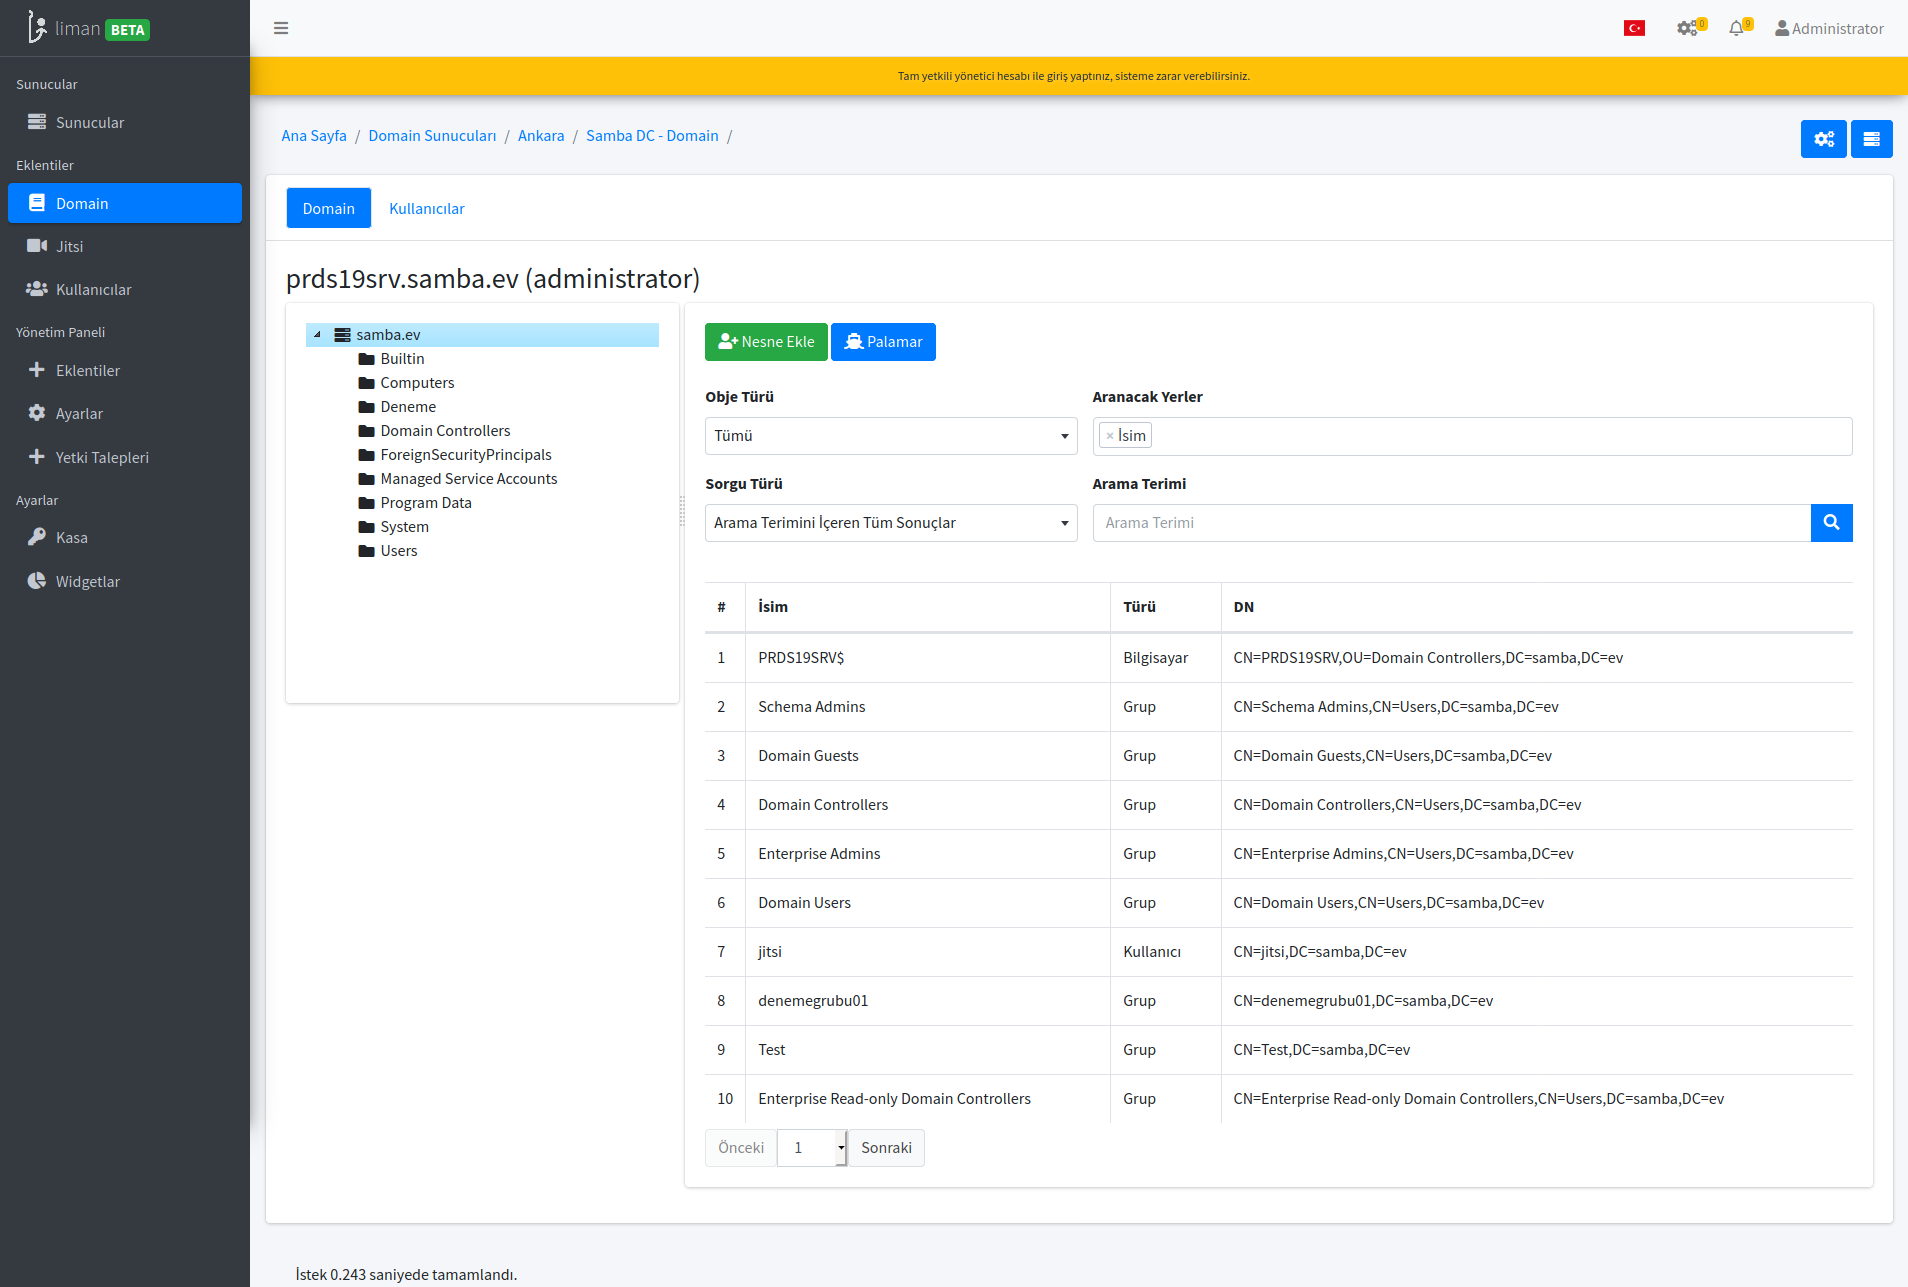 liman BETA
Sunucular
Sunucular
Eklentiler
Domain
Jitsi
Kullanıcılar
Yönetim Paneli
Eklentiler
Ayarlar
Yetki Talepleri
Ayarlar
Kasa
Widgetlar
0
9
Administrator
Tam yetkili yönetici hesabı ile giriş yaptınız, sisteme zarar verebilirsiniz.
Ana Sayfa / Domain Sunucuları / Ankara / Samba DC - Domain /
Domain Kullanıcılar
prds19srv.samba.ev (administrator)
samba.ev
Builtin
Computers
Deneme
Domain Controllers
ForeignSecurityPrincipals
Managed Service Accounts
Program Data
System
Users
Nesne Ekle Palamar
Obje Türü Aranacak Yerler
Tümü × İsim
Sorgu Türü Arama Terimi
Arama Terimini İçeren Tüm Sonuçlar Arama Terimi
# İsim Türü DN
1 PRDS19SRV$ Bilgisayar CN=PRDS19SRV,OU=Domain Controllers,DC=samba,DC=ev
2 Schema Admins Grup CN=Schema Admins,CN=Users,DC=samba,DC=ev
3 Domain Guests Grup CN=Domain Guests,CN=Users,DC=samba,DC=ev
4 Domain Controllers Grup CN=Domain Controllers,CN=Users,DC=samba,DC=ev
5 Enterprise Admins Grup CN=Enterprise Admins,CN=Users,DC=samba,DC=ev
6 Domain Users Grup CN=Domain Users,CN=Users,DC=samba,DC=ev
7 jitsi Kullanıcı CN=jitsi,DC=samba,DC=ev
8 denemegrubu01 Grup CN=denemegrubu01,DC=samba,DC=ev
9 Test Grup CN=Test,DC=samba,DC=ev
10 Enterprise Read-only Domain Controllers Grup CN=Enterprise Read-only Domain Controllers,CN=Users,DC=samba,DC=ev
Önceki 1 Sonraki
İstek 0.243 saniyede tamamlandı.